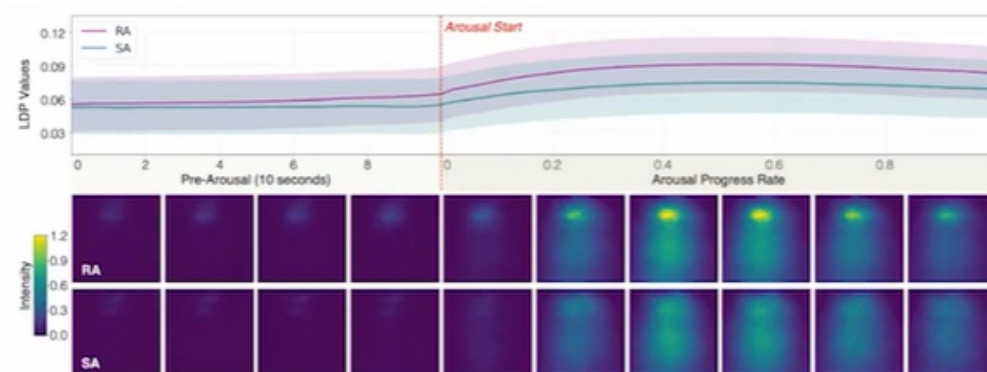 Arousal Start
0.12
RA
SA
0.09
0.06
0.03
LDP Values
0 2 4 6 8 0 0.2 0.4 0.6 0.8
Pre-Arousal (10 seconds) Arousal Progress Rate
1.2
0.9
0.6
0.3
0.0
Intensity
RA
SA